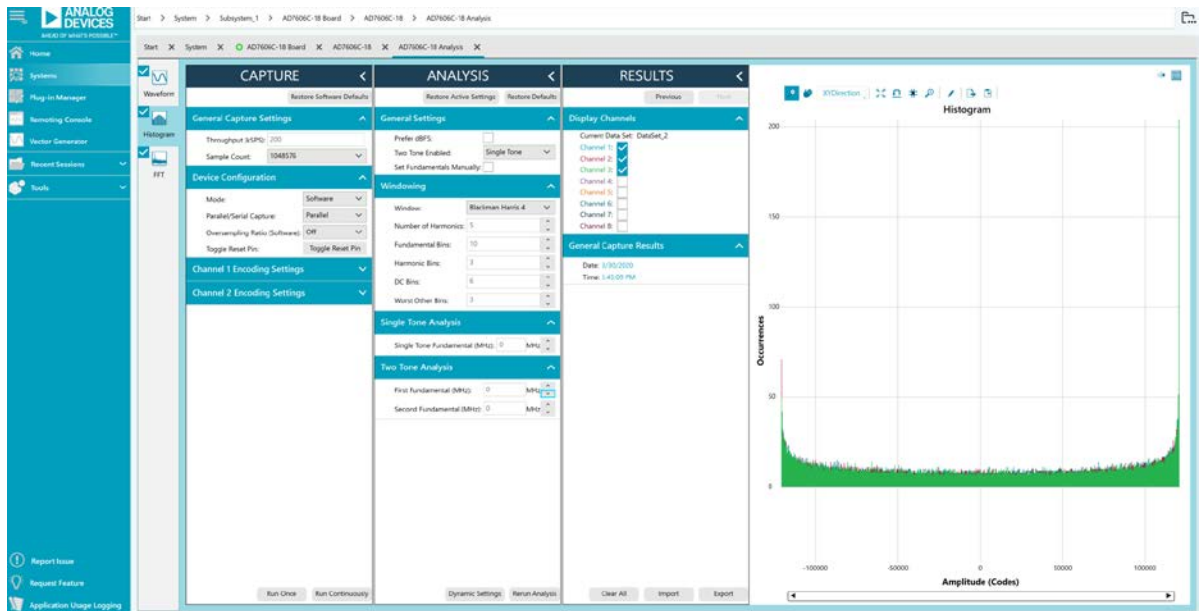 ANALOG
DEVICES
AHEAD OF WHAT'S POSSIBLE™
Home
Systems
Plug-In Manager
Remoting Console
Vector Generator
Recent Sessions
Tools
Report Issue
Request Feature
Application Usage Logging
Start > System > Subsystem_1 > AD7606C-18 Board > AD7606C-18 > AD7606C-18 Analysis
Start X System X AD7606C-18 Board X AD7606C-18 X AD7606C-18 Analysis X
Waveform
Histogram
FFT
CAPTURE
Restore Software Defaults
General Capture Settings
Throughput (kSPS): 200
Sample Count: 1048576
Device Configuration
Mode: Software
Parallel/Serial Capture: Parallel
Oversampling Ratio (Software): Off
Toggle Reset Pin: Toggle Reset Pin
Channel 1 Encoding Settings
Channel 2 Encoding Settings
Run Once Run Continuously
ANALYSIS
Restore Active Settings Restore Defaults
General Settings
Prefer dBFS:
Two Tone Enabled: Single Tone
Set Fundamentals Manually:
Windowing
Window: Blackman Harris 4
Number of Harmonics: 5
Fundamental Bins: 10
Harmonic Bins: 3
DC Bins: 6
Worst Other Bins: 3
Single Tone Analysis
Single Tone Fundamental (MHz): 0 MHz
Two Tone Analysis
First Fundamental (MHz): 0 MHz
Second Fundamental (MHz): 0 MHz
Dynamic Settings Rerun Analysis
RESULTS
Previous Next
Display Channels
Current Data Set: DataSet_2
Channel 1:
Channel 2:
Channel 3:
Channel 4:
Channel 5:
Channel 6:
Channel 7:
Channel 8:
General Capture Results
Date: 3/30/2020
Time: 5:40:09 PM
Clear All Import Export
XYDirection
Histogram
200
150
100
50
0
Occurrences
-100000 -50000 0 50000 100000
Amplitude (Codes)